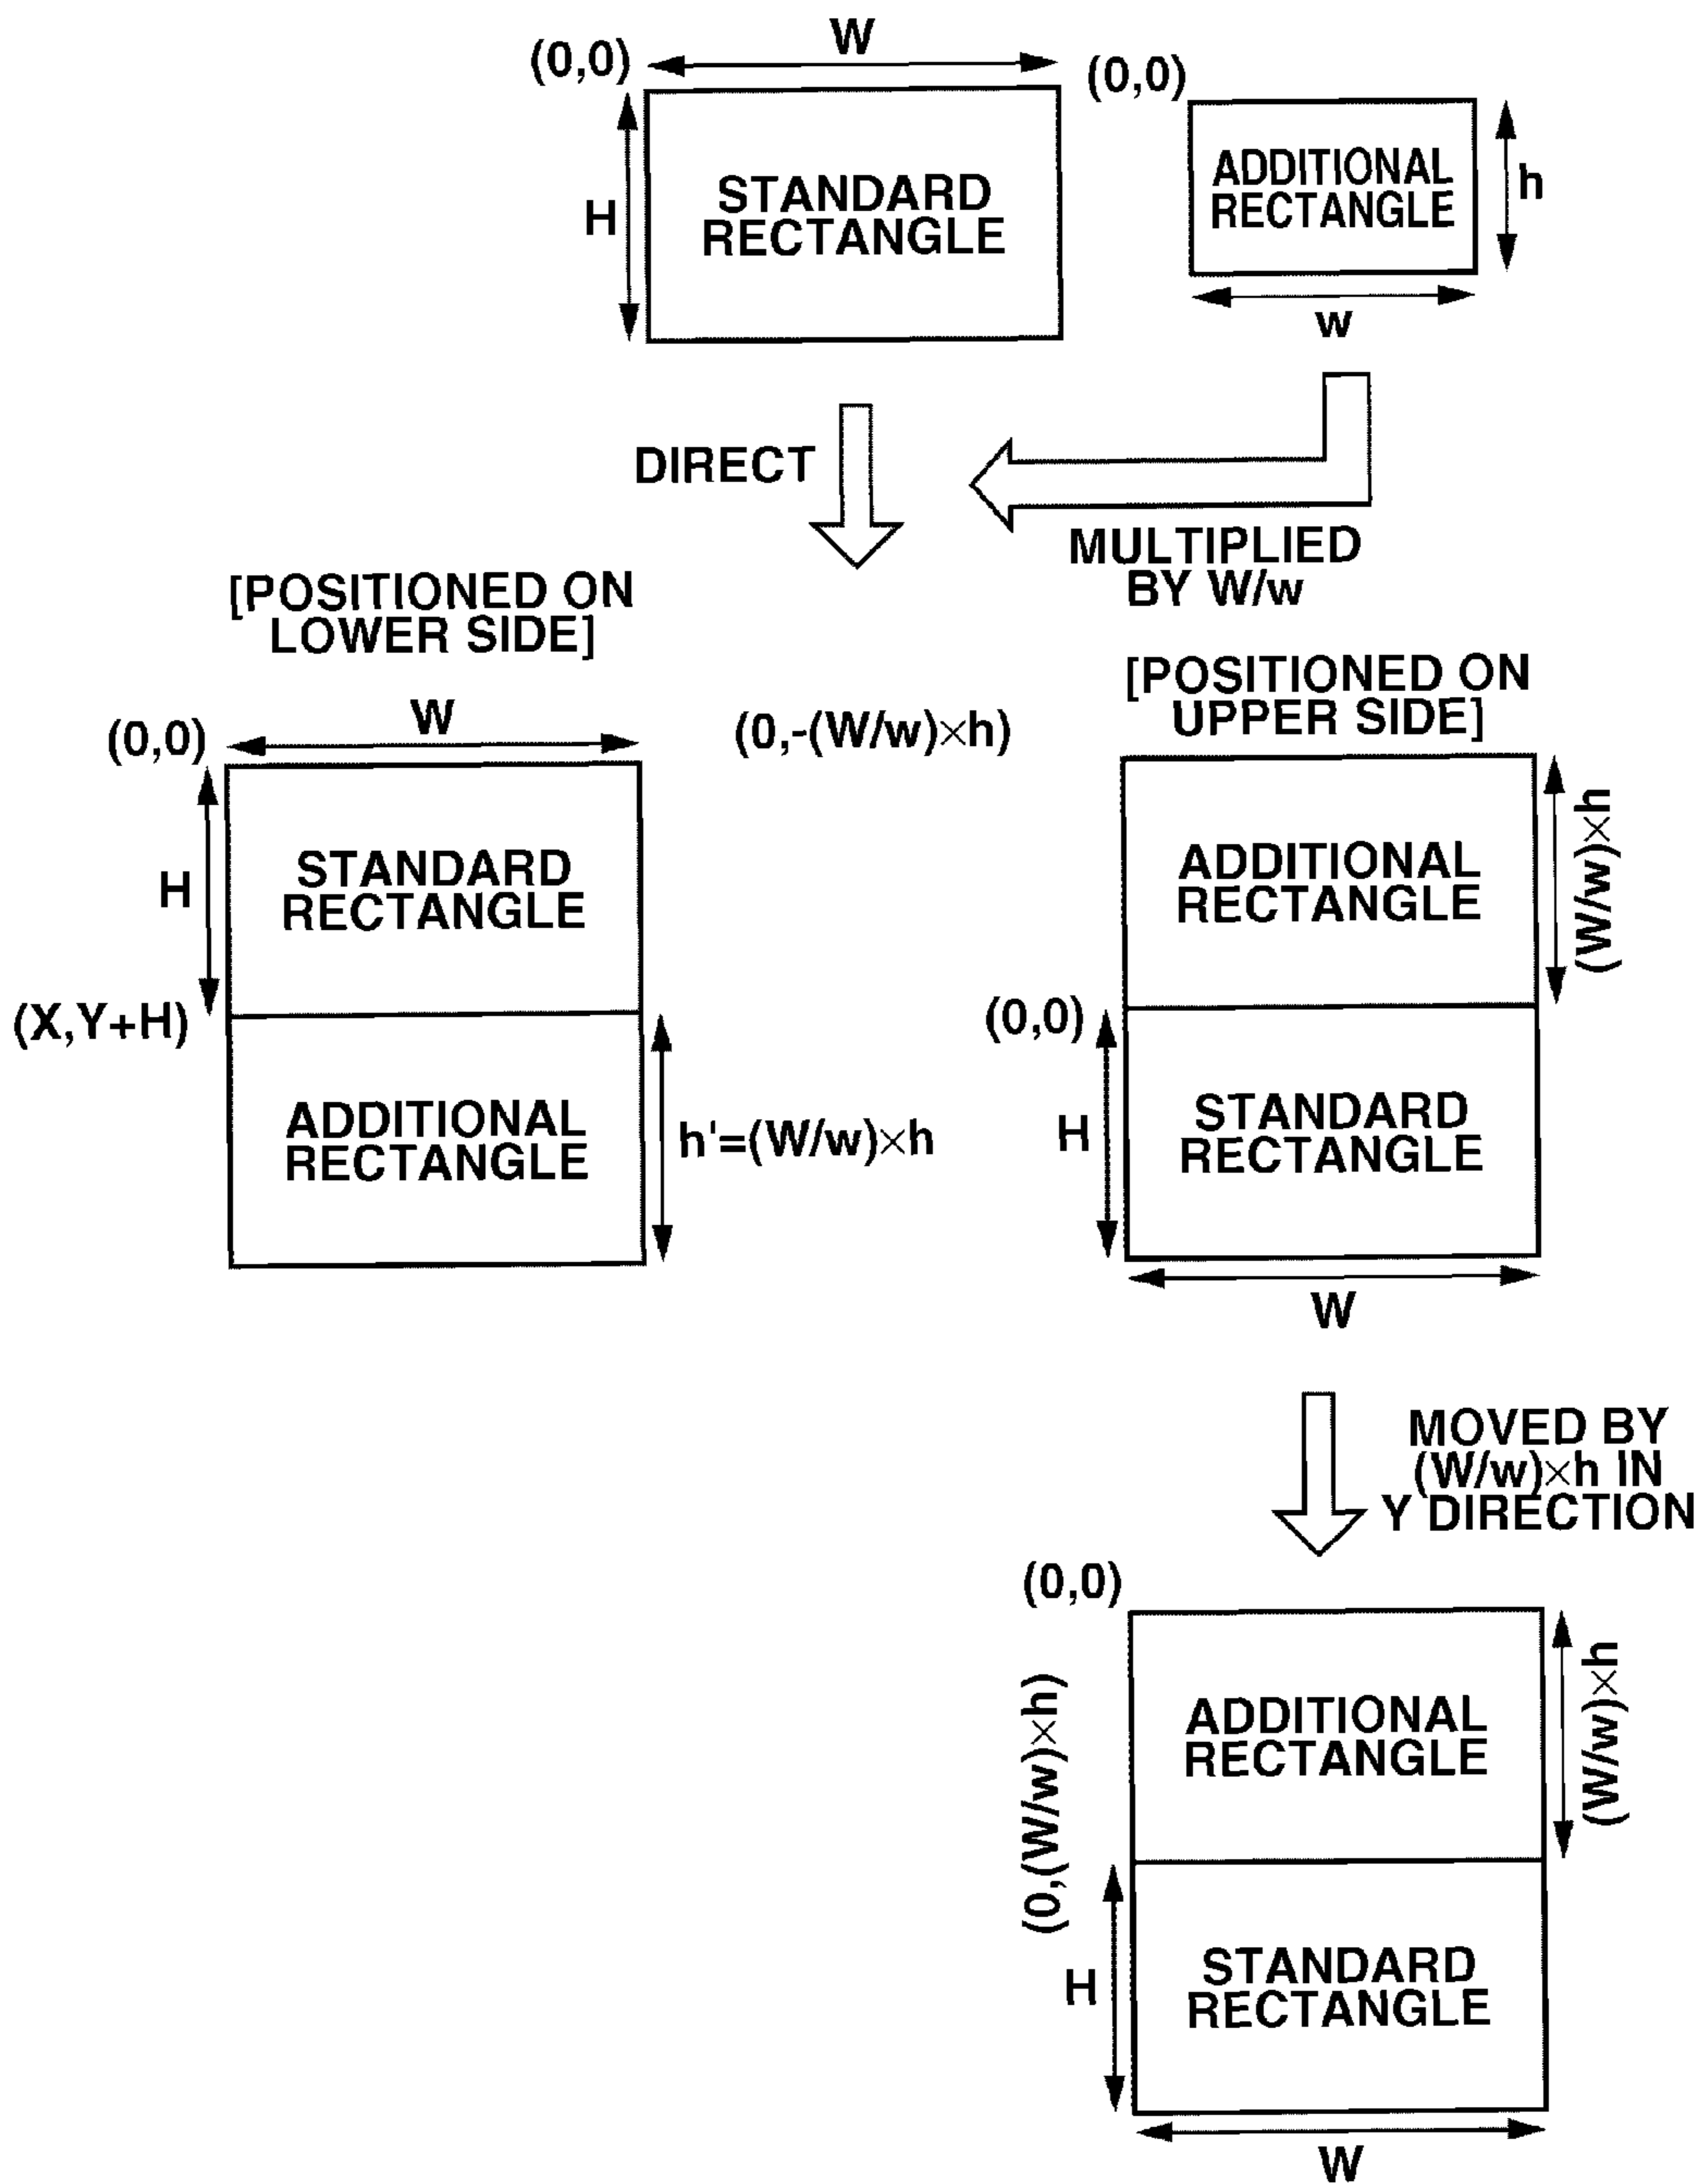 W
(0,0)
(0,0)
H
STANDARD
RECTANGLE
ADDITIONAL
RECTANGLE
h
w
DIRECT
MULTIPLIED
BY W/w
[POSITIONED ON
LOWER SIDE]
(0,0)
W
H
STANDARD
RECTANGLE
(X,Y+H)
ADDITIONAL
RECTANGLE
h'=(W/w)×h
[POSITIONED ON
UPPER SIDE]
(0,-(W/w)×h)
ADDITIONAL
RECTANGLE
(W/w)×h
(0,0)
H
STANDARD
RECTANGLE
W
MOVED BY
(W/w)×h IN
Y DIRECTION
(0,0)
ADDITIONAL
RECTANGLE
(W/w)×h
(0,(W/w)×h)
H
STANDARD
RECTANGLE
W